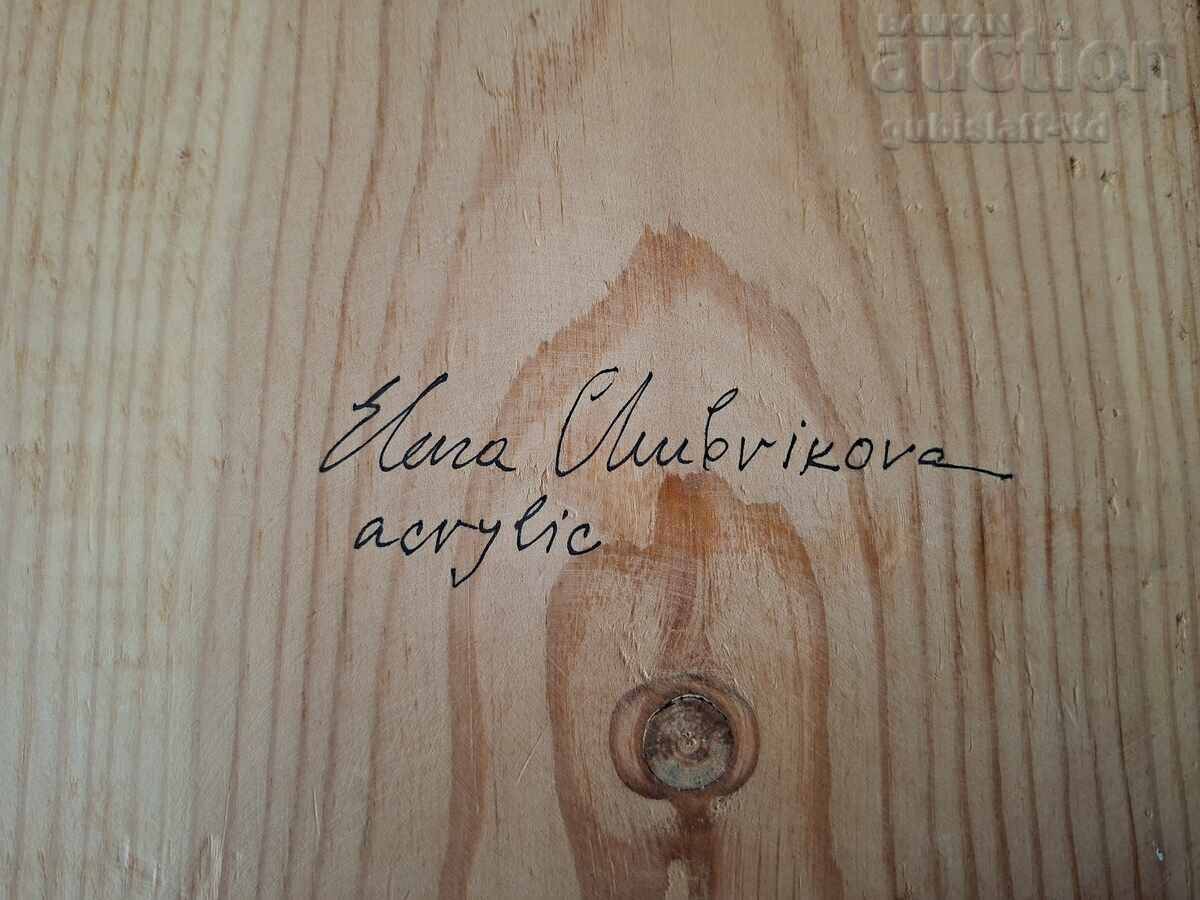 BALKAN
auction
gubislaff-ltd
Elena Chubrikova
acrylic